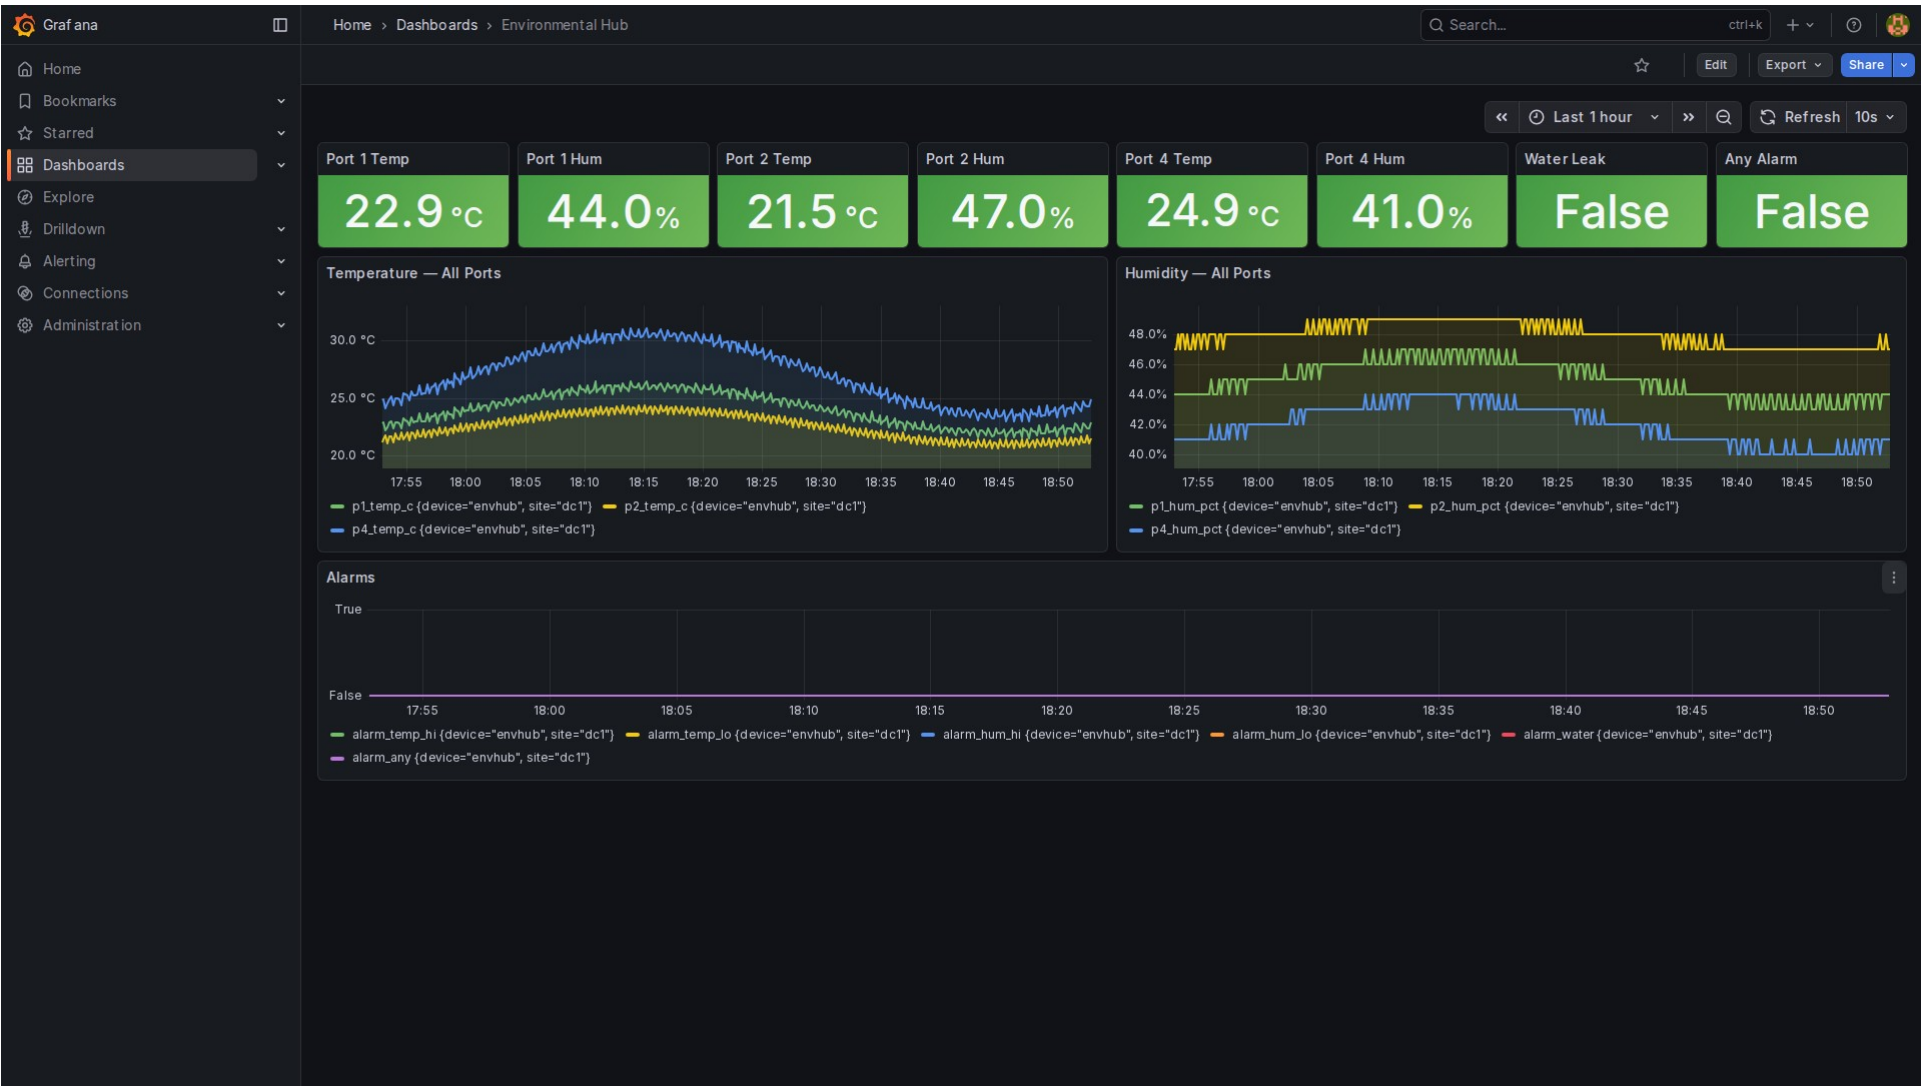 Grafana
Home › Dashboards › Environmental Hub
Search...
ctrl+k
Home
Bookmarks
Starred
Dashboards
Explore
Drilldown
Alerting
Connections
Administration
Edit
Export
Share
Last 1 hour
Refresh
10s
Port 1 Temp
22.9 °C
Port 1 Hum
44.0%
Port 2 Temp
21.5 °C
Port 2 Hum
47.0%
Port 4 Temp
24.9 °C
Port 4 Hum
41.0%
Water Leak
False
Any Alarm
False
Temperature — All Ports
30.0 °C
25.0 °C
20.0 °C
17:55 18:00 18:05 18:10 18:15 18:20 18:25 18:30 18:35 18:40 18:45 18:50
p1_temp_c {device="envhub", site="dc1"} p2_temp_c {device="envhub", site="dc1"}
p4_temp_c {device="envhub", site="dc1"}
Humidity — All Ports
48.0%
46.0%
44.0%
42.0%
40.0%
17:55 18:00 18:05 18:10 18:15 18:20 18:25 18:30 18:35 18:40 18:45 18:50
p1_hum_pct {device="envhub", site="dc1"} p2_hum_pct {device="envhub", site="dc1"}
p4_hum_pct {device="envhub", site="dc1"}
Alarms
True
False
17:55 18:00 18:05 18:10 18:15 18:20 18:25 18:30 18:35 18:40 18:45 18:50
alarm_temp_hi {device="envhub", site="dc1"} alarm_temp_lo {device="envhub", site="dc1"} alarm_hum_hi {device="envhub", site="dc1"} alarm_hum_lo {device="envhub", site="dc1"} alarm_water {device="envhub", site="dc1"}
alarm_any {device="envhub", site="dc1"}